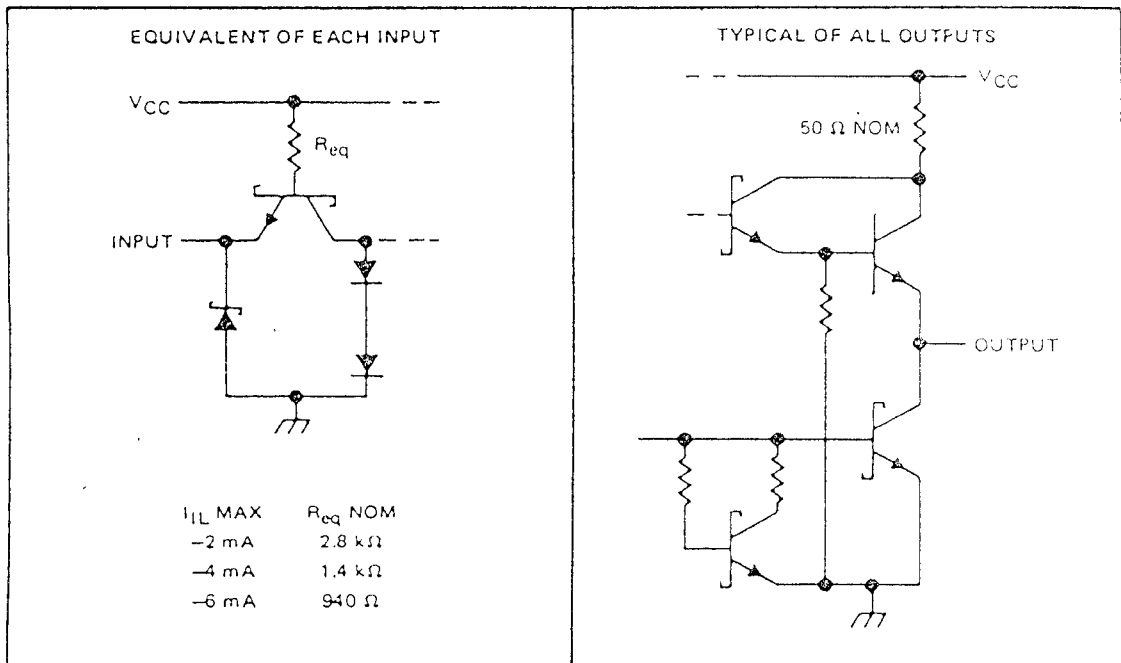 EQUIVALENT OF EACH INPUT
VCC
Req
INPUT
IIL MAX Req NOM
−2 mA 2.8 kΩ
−4 mA 1.4 kΩ
−6 mA 940 Ω
TYPICAL OF ALL OUTPUTS
VCC
50 Ω NOM
OUTPUT